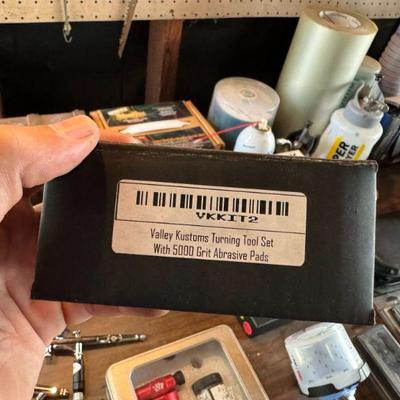 VKKIT2
Valley Kustoms Turning Tool Set
With 5000 Grit Abrasive Pads